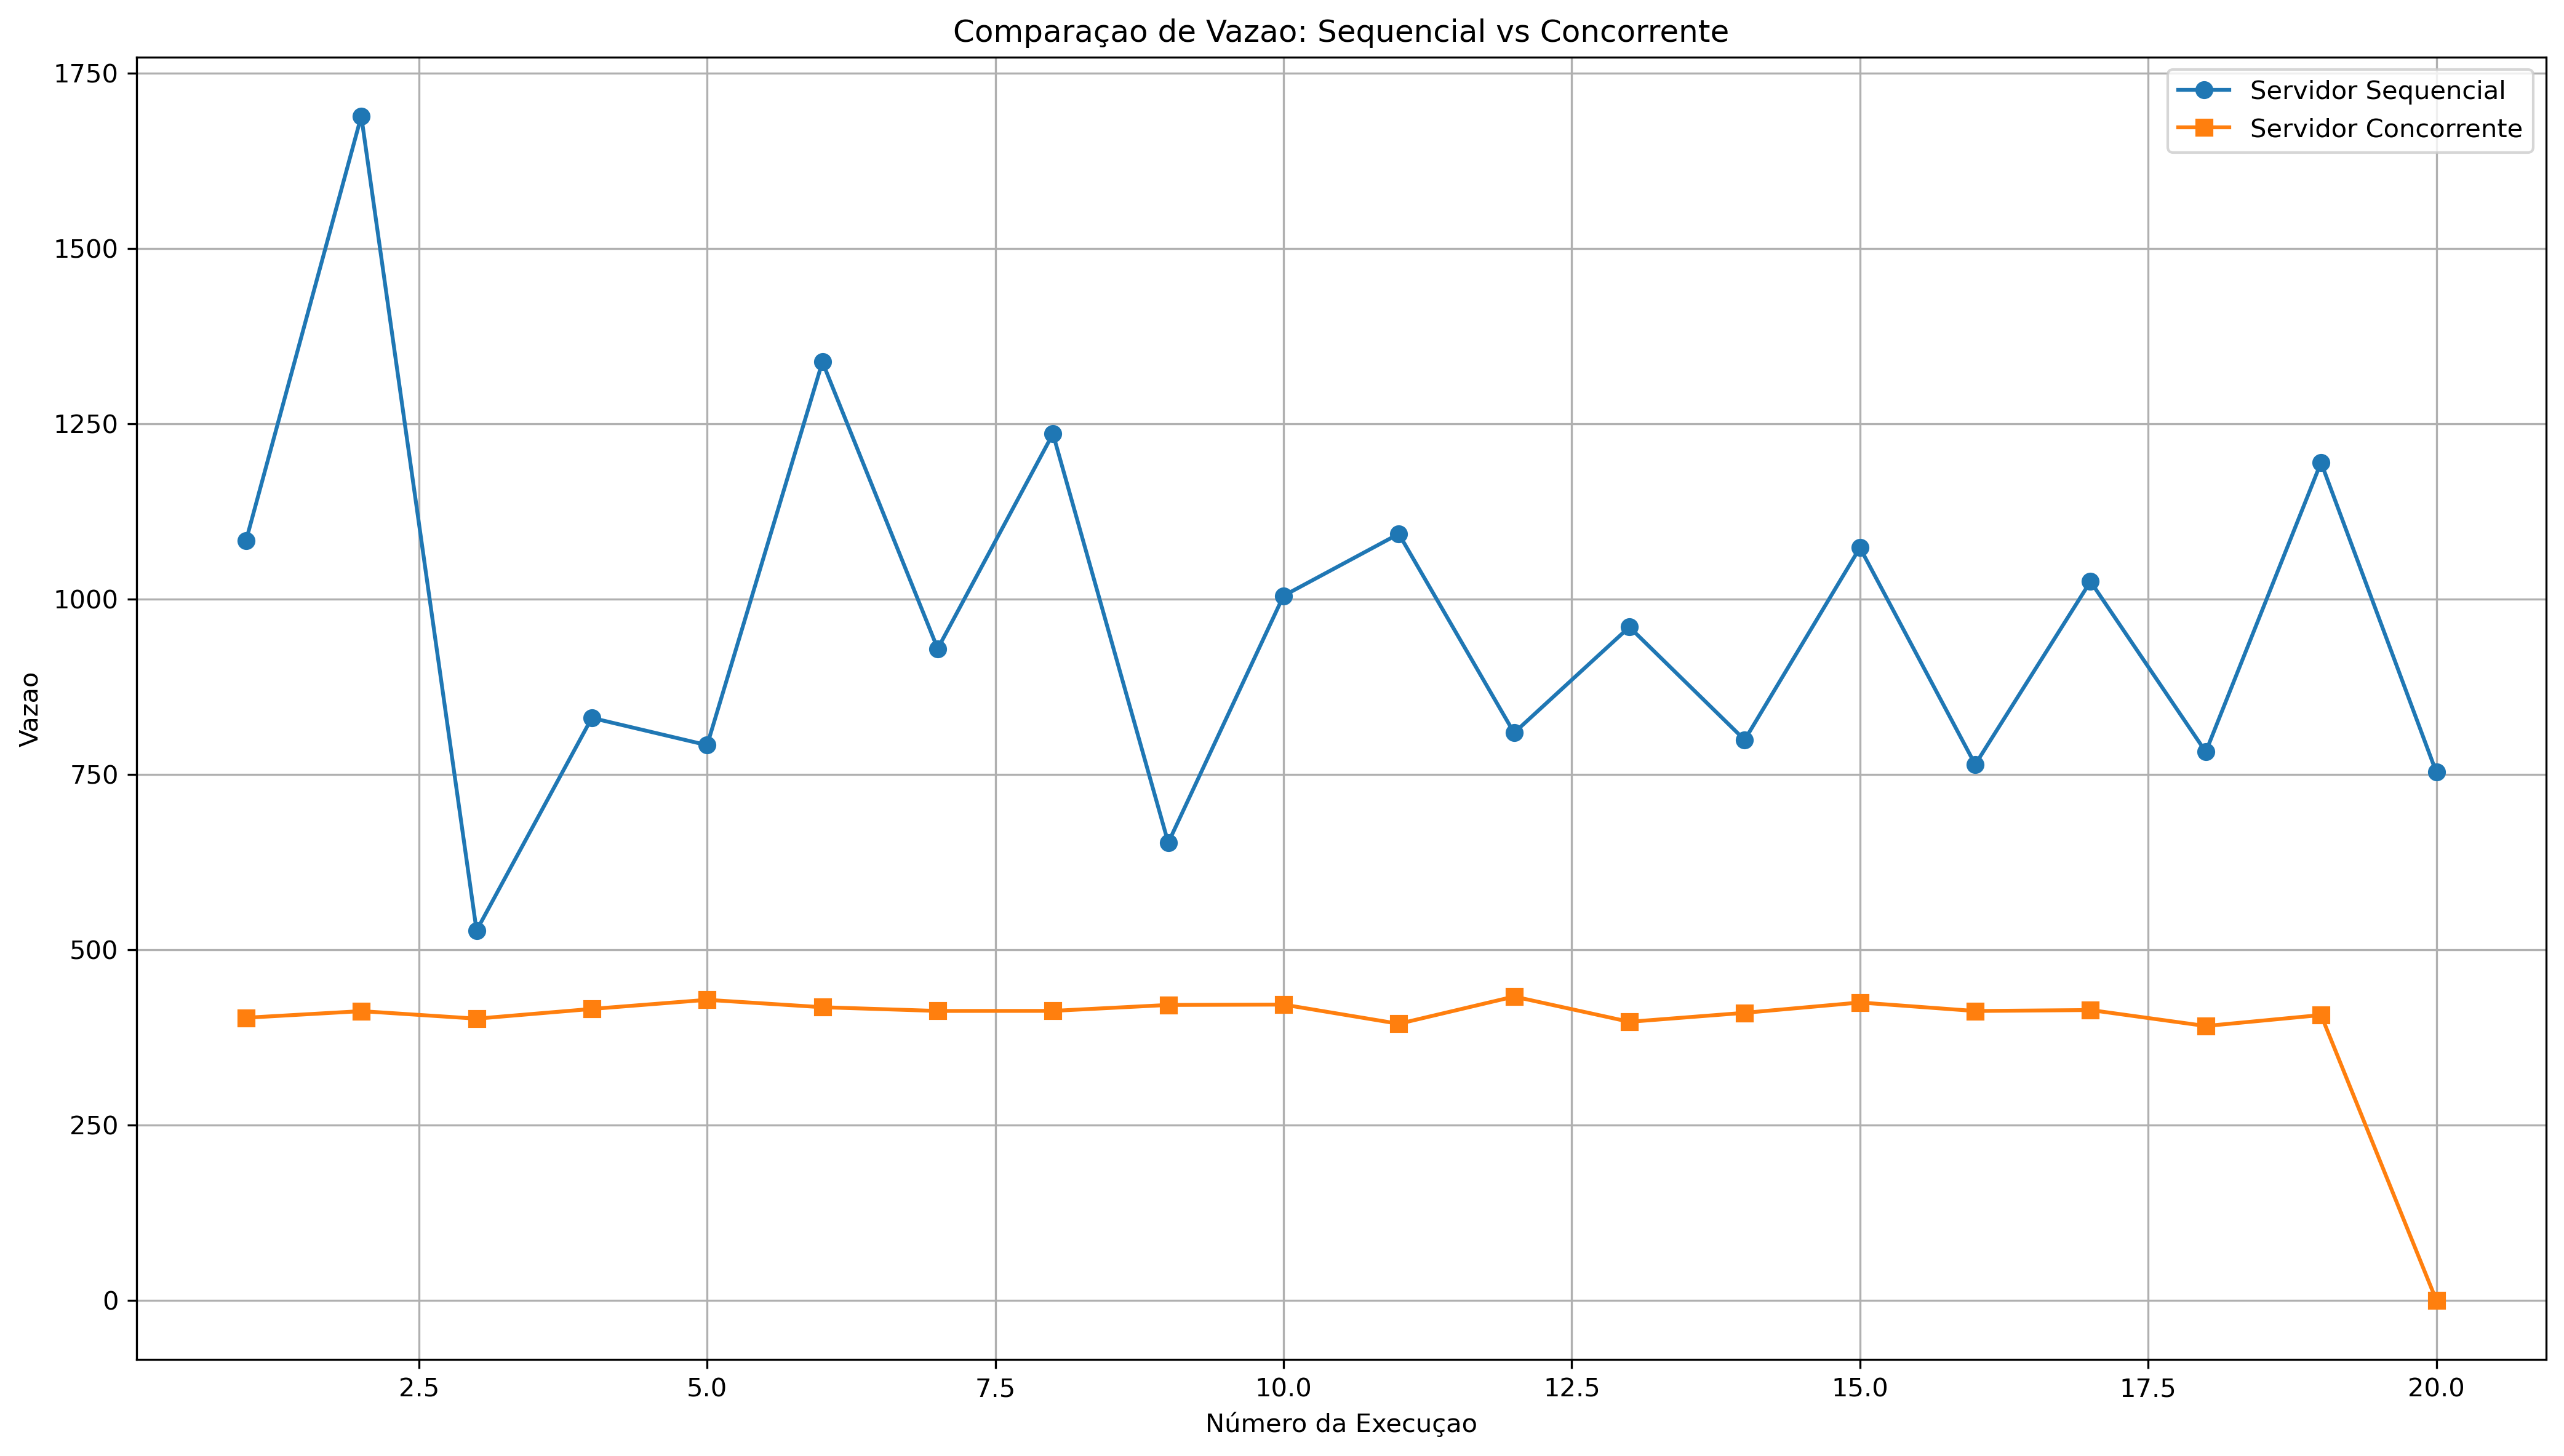 Comparaçao de Vazao: Sequencial vs Concorrente
Servidor Sequencial
Servidor Concorrente
Vazao
1750
1500
1250
1000
750
500
250
0
2.5 5.0 7.5 10.0 12.5 15.0 17.5 20.0
Número da Execuçao